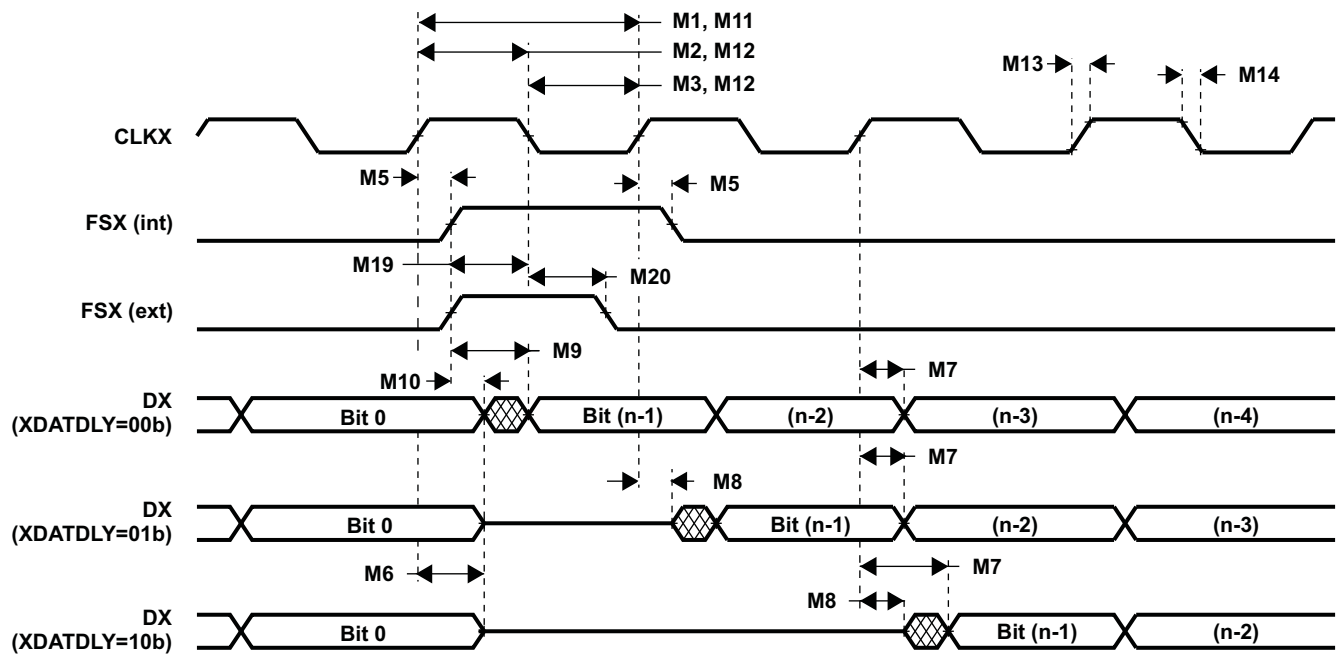 M1, M11
M2, M12
M3, M12
M13
M14
CLKX
M5
M5
FSX (int)
M19
M20
FSX (ext)
M9
M10
M7
DX
(XDATDLY=00b)
Bit 0
Bit (n-1)
(n-2)
(n-3)
(n-4)
M7
M8
DX
(XDATDLY=01b)
Bit 0
Bit (n-1)
(n-2)
(n-3)
M6
M7
M8
DX
(XDATDLY=10b)
Bit 0
Bit (n-1)
(n-2)